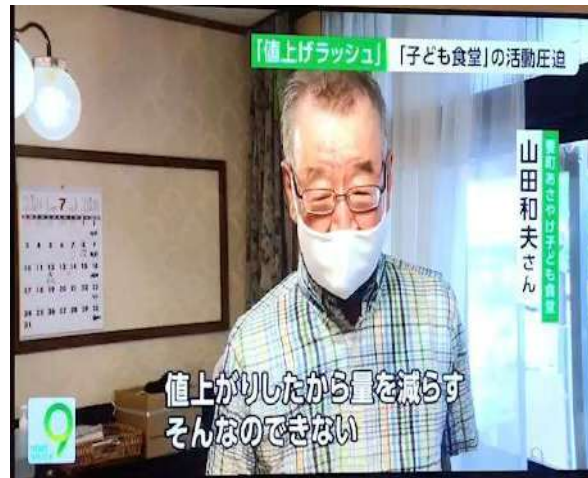 「値上げラッシュ」 「子ども食堂」の活動圧迫
要町あさやけ子ども食堂
山田和夫さん
7
値上がりしたから量を減らす
そんなのできない
9